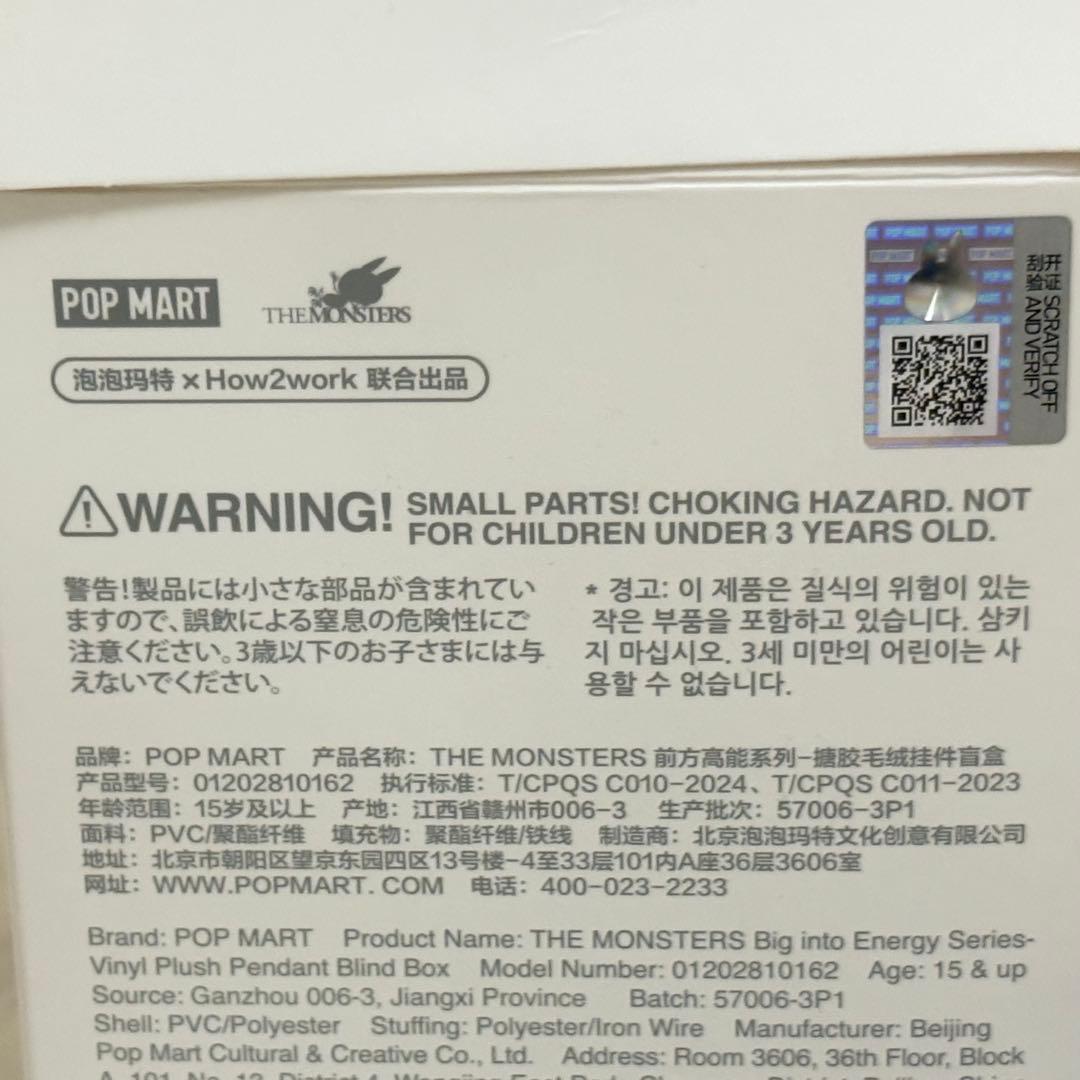 POP MART
THE MONSTERS
泡泡玛特×How2work 联合出品
刮开验证 SCRATCH OFF AND VERIFY
WARNING! SMALL PARTS! CHOKING HAZARD. NOT
FOR CHILDREN UNDER 3 YEARS OLD.
警告!製品には小さな部品が含まれてい
ますので、誤飲による窒息の危険性にご
注意ください。3歳以下のお子さまには与
えないでください。
* 경고: 이 제품은 질식의 위험이 있는
작은 부품을 포함하고 있습니다. 삼키
지 마십시오. 3세 미만의 어린이는 사
용할 수 없습니다.
品牌: POP MART 产品名称: THE MONSTERS 前方高能系列-搪胶毛绒挂件盲盒
产品型号: 01202810162 执行标准: T/CPQS C010-2024、T/CPQS C011-2023
年龄范围: 15岁及以上 产地: 江西省赣州市006-3 生产批次: 57006-3P1
面料: PVC/聚酯纤维 填充物: 聚酯纤维/铁线 制造商: 北京泡泡玛特文化创意有限公司
地址: 北京市朝阳区望京东园四区13号楼-4至33层101内A座36层3606室
网址: WWW.POPMART. COM 电话: 400-023-2233
Brand: POP MART Product Name: THE MONSTERS Big into Energy Series-
Vinyl Plush Pendant Blind Box Model Number: 01202810162 Age: 15 & up
Source: Ganzhou 006-3, Jiangxi Province Batch: 57006-3P1
Shell: PVC/Polyester Stuffing: Polyester/Iron Wire Manufacturer: Beijing
Pop Mart Cultural & Creative Co., Ltd. Address: Room 3606, 36th Floor, Block